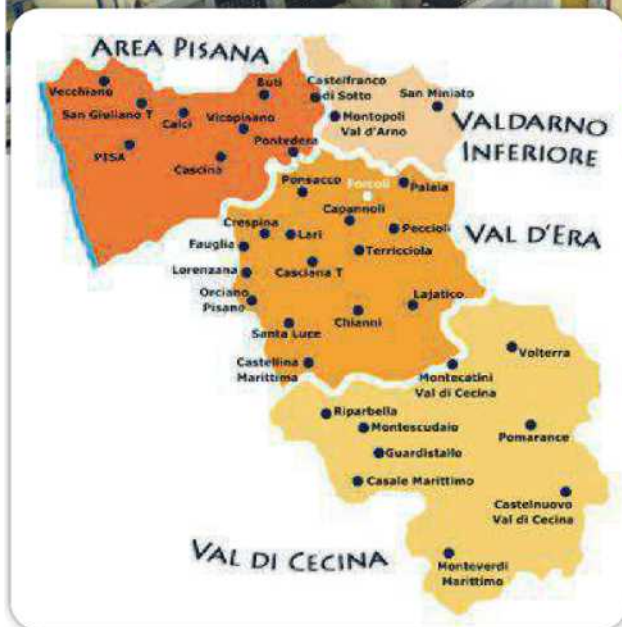 AREA PISANA
Vecchiano
Buti
Castelfranco
di Sotto
San Miniato
San Giuliano T
Calci
Vicopisano
Montopoli
Val d'Arno
VALDARNO
INFERIORE
PISA
Cascina
Pontedera
Ponsacco
Forcoli
Palaia
Capannoli
Crespina
Lari
Peccioli
VAL D'ERA
Fauglia
Terricciola
Lorenzana
Casciana T
Orciano
Pisano
Lajatico
Chianni
Santa Luce
Castellina
Marittima
Volterra
Montecatini
Val di Cecina
Riparbella
Montescudaio
Pomarance
Guardistallo
Casale Marittimo
Castelnuovo
Val di Cecina
VAL DI CECINA
Monteverdi
Marittimo